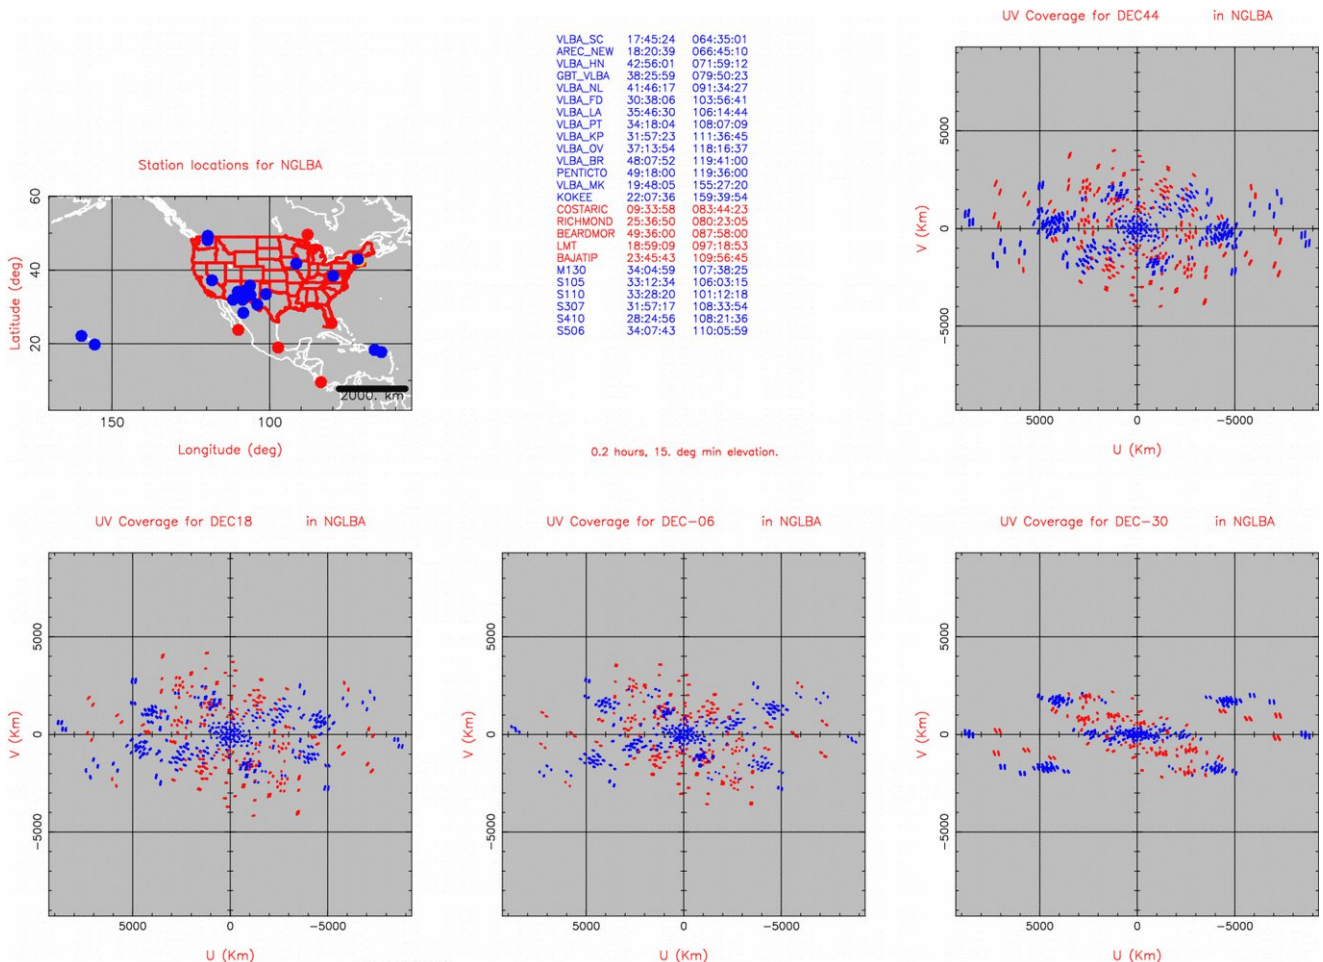 UV Coverage for DEC44 in NGLBA
VLBA_SC 17:45:24 064:35:01
AREC_NEW 18:20:39 066:45:10
VLBA_HN 42:56:01 071:59:12
GBT_VLBA 38:25:59 079:50:23
VLBA_NL 41:46:17 091:34:27
VLBA_FD 30:38:06 103:56:41
VLBA_LA 35:46:30 106:14:44
VLBA_PT 34:18:04 108:07:09
VLBA_KP 31:57:23 111:36:45
VLBA_OV 37:13:54 118:16:37
VLBA_BR 48:07:52 119:41:00
PENTICTO 49:18:00 119:36:00
VLBA_MK 19:48:05 155:27:20
KOKEE 22:07:36 159:39:54
COSTARIC 09:33:58 083:44:23
RICHMOND 25:36:50 080:23:05
BEARDMOR 49:36:00 087:58:00
LMT 18:59:09 097:18:53
BAJATIP 23:45:43 109:56:45
M130 34:04:59 107:38:25
S105 33:12:34 106:03:15
S110 33:28:20 101:12:18
S307 31:57:17 108:33:54
S410 28:24:56 108:21:36
S506 34:07:43 110:05:59
0.2 hours, 15. deg min elevation.
Station locations for NGLBA
Latitude (deg)
60
40
20
2000. km
150 100
Longitude (deg)
V (Km)
5000
0
−5000
5000 0 −5000
U (Km)
UV Coverage for DEC18 in NGLBA
V (Km)
5000
0
−5000
5000 0 −5000
U (Km)
UV Coverage for DEC−06 in NGLBA
V (Km)
5000
0
−5000
5000 0 −5000
U (Km)
UV Coverage for DEC−30 in NGLBA
V (Km)
5000
0
−5000
5000 0 −5000
U (Km)